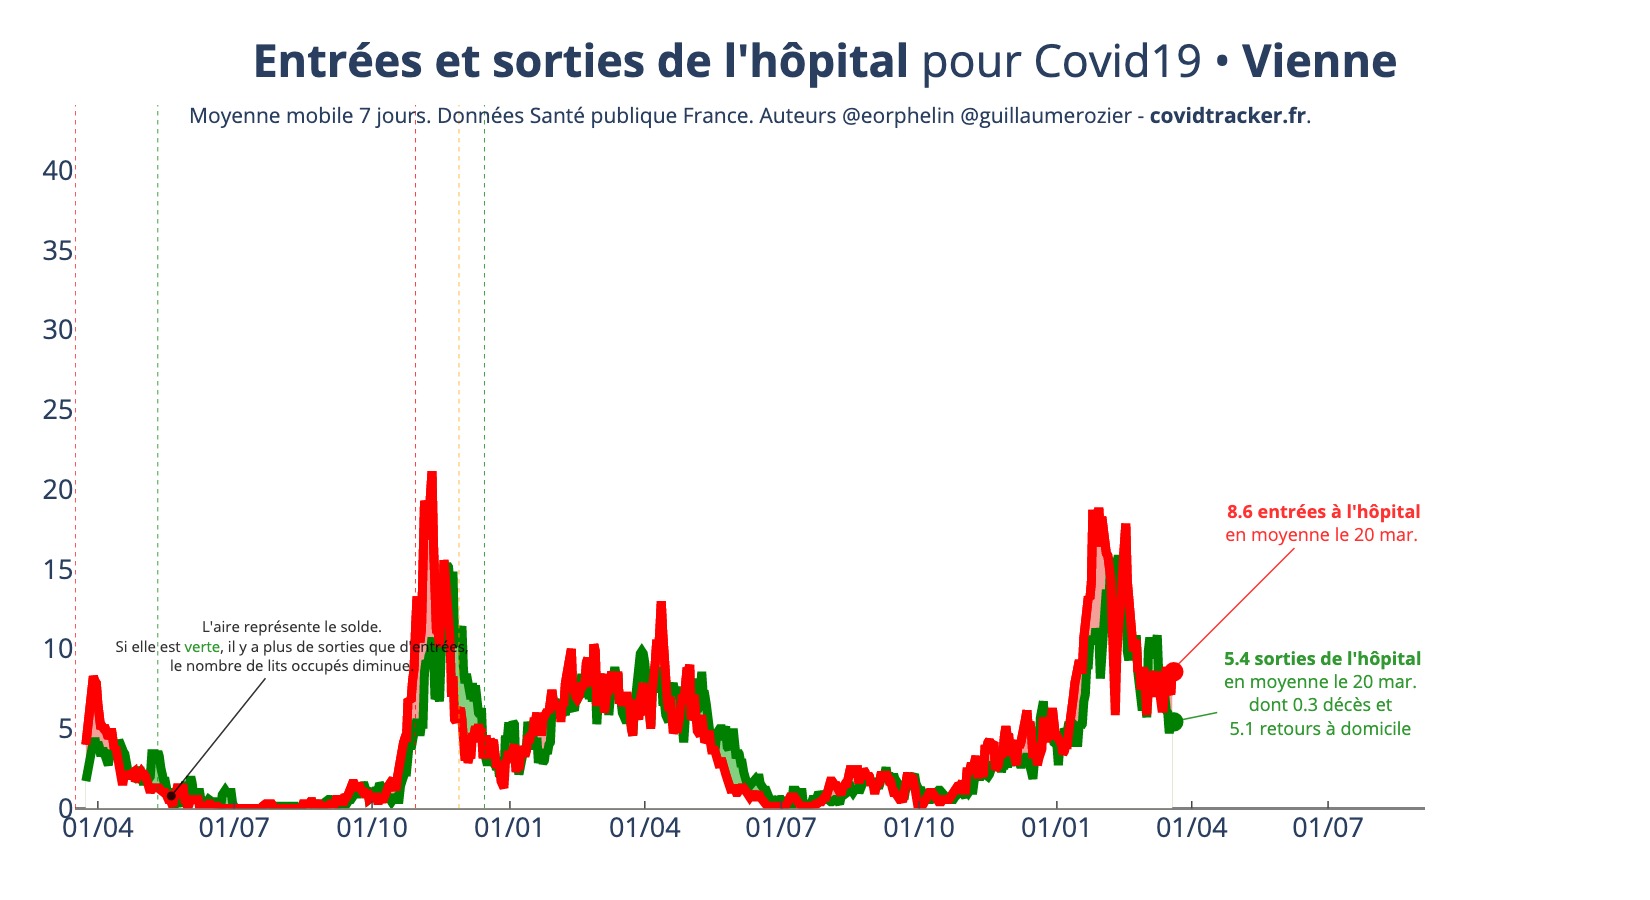 Entrées et sorties de l'hôpital pour Covid19 • Vienne
Moyenne mobile 7 jours. Données Santé publique France. Auteurs @eorphelin @guillaumerozier - covidtracker.fr.
40
35
30
25
20
15
10
5
0
L'aire représente le solde.
Si elle est verte, il y a plus de sorties que d'entrées,
le nombre de lits occupés diminue.
8.6 entrées à l'hôpital
en moyenne le 20 mar.
5.4 sorties de l'hôpital
en moyenne le 20 mar.
dont 0.3 décès et
5.1 retours à domicile
01/04 01/07 01/10 01/01 01/04 01/07 01/10 01/01 01/04 01/07